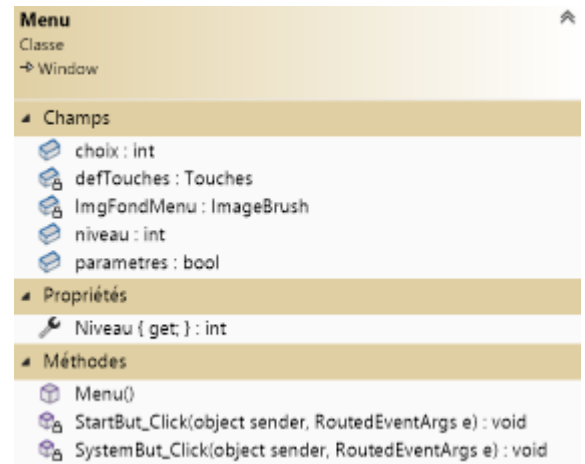 Menu
Classe
Window
Champs
choix : int
defTouches : Touches
ImgFondMenu : ImageBrush
niveau : int
parametres : bool
Propriétés
Niveau { get; } : int
Méthodes
Menu()
StartBut_Click(object sender, RoutedEventArgs e) : void
SystemBut_Click(object sender, RoutedEventArgs e) : void